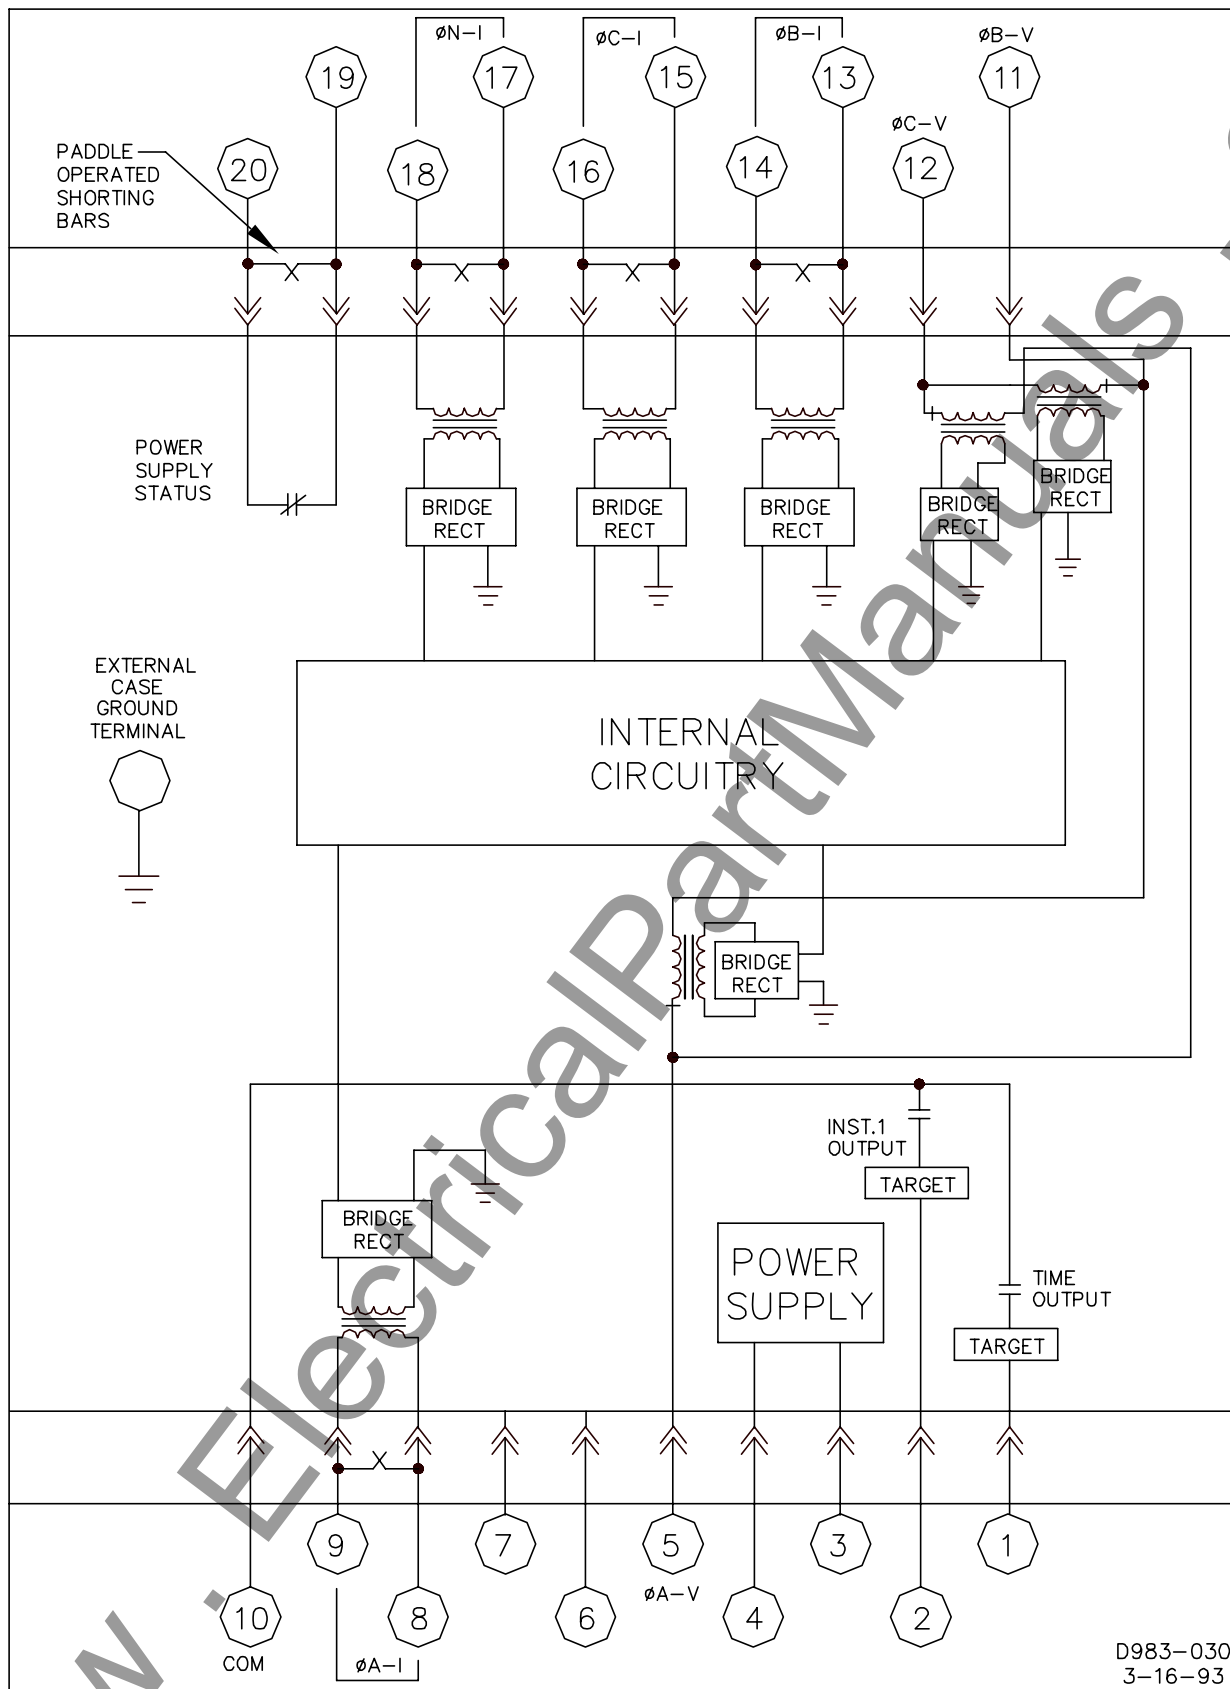 øN-I
øC-I
øB-I
øB-V
19
17
15
13
11
øC-V
PADDLE
OPERATED
SHORTING
BARS
20
18
16
14
12
POWER
SUPPLY
STATUS
BRIDGE
RECT
BRIDGE
RECT
BRIDGE
RECT
BRIDGE
RECT
BRIDGE
RECT
EXTERNAL
CASE
GROUND
TERMINAL
INTERNAL
CIRCUITRY
BRIDGE
RECT
INST.1
OUTPUT
TARGET
BRIDGE
RECT
POWER
SUPPLY
TIME
OUTPUT
TARGET
9
7
5
3
1
øA-V
10
8
6
4
2
COM
øA-I
D983-030
3-16-93
w . ElectricalPartManuals